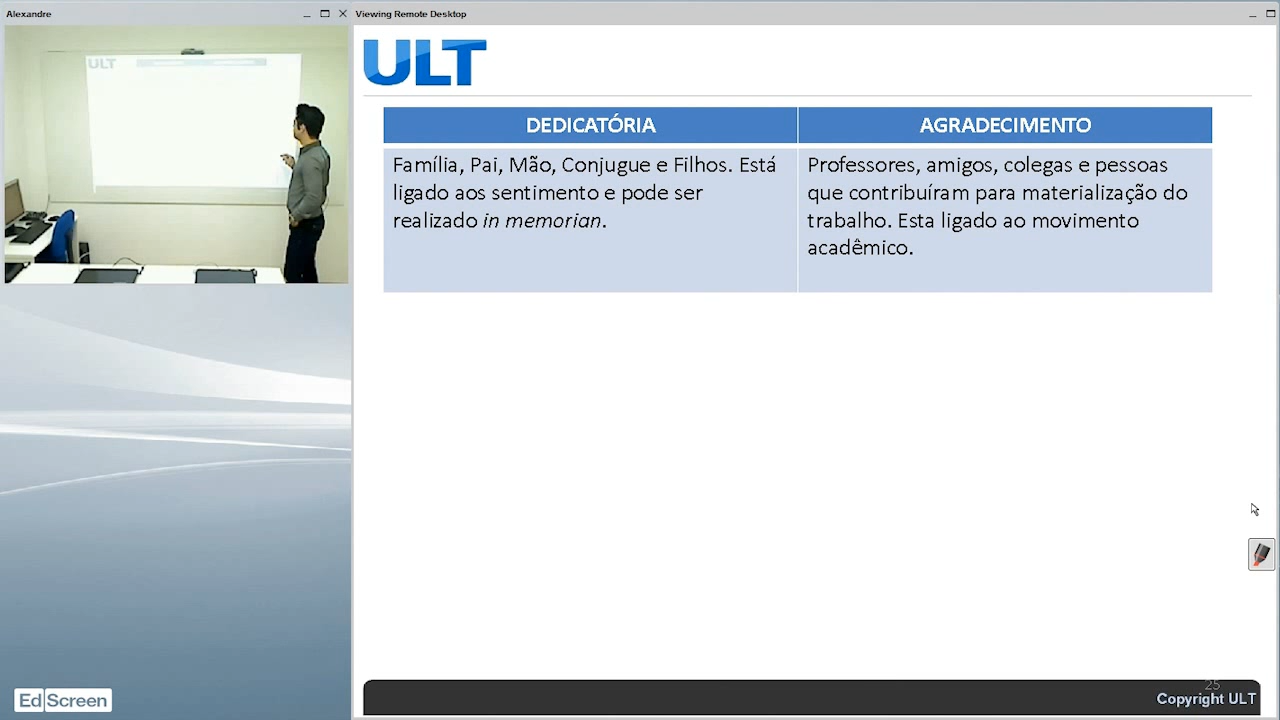 Alexandre
Viewing Remote Desktop
ULT
ULT
DEDICATÓRIA
AGRADECIMENTO
Família, Pai, Mão, Conjugue e Filhos. Está
ligado aos sentimento e pode ser
realizado in memorian.
Professores, amigos, colegas e pessoas
que contribuíram para materialização do
trabalho. Esta ligado ao movimento
acadêmico.
25
Copyright ULT
Ed Screen